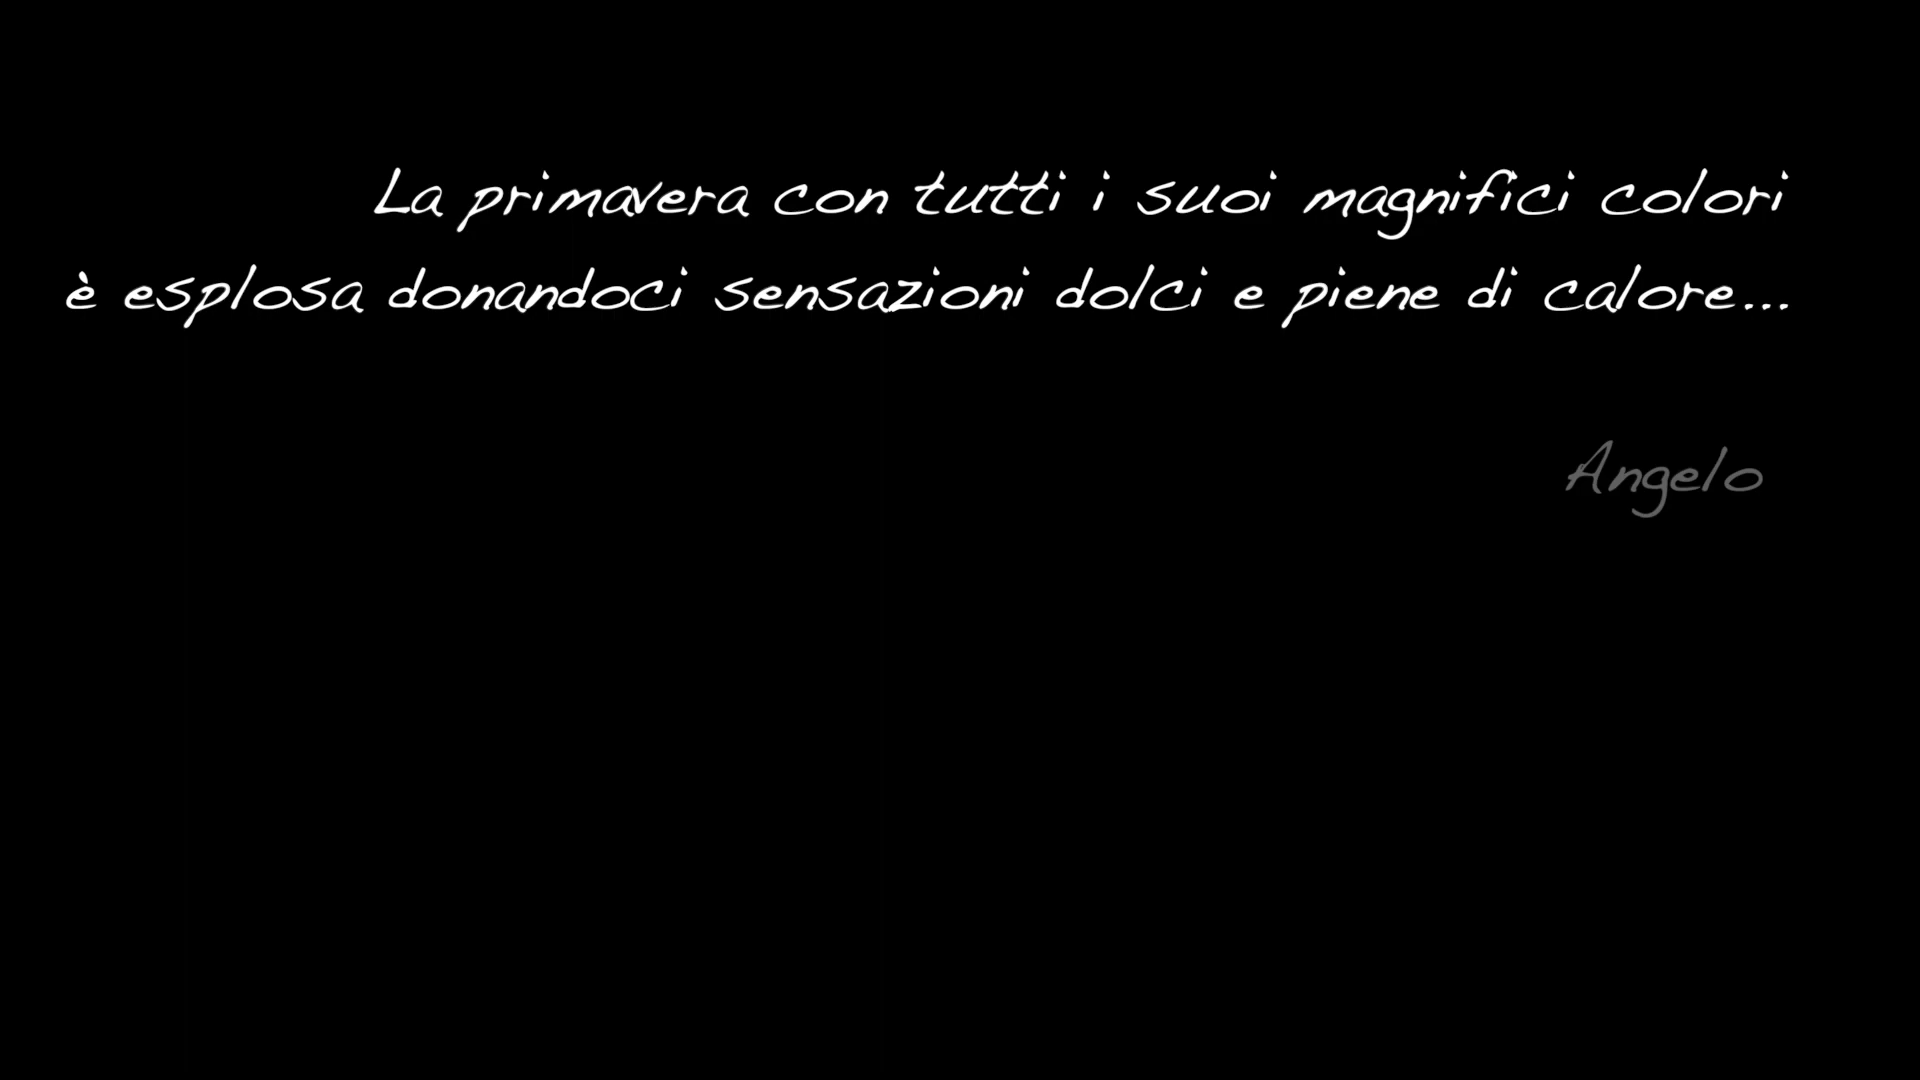 La primavera con tutti i suoi magnifici colori
è esplosa donandoci sensazioni dolci e piene di calore...
Angelo